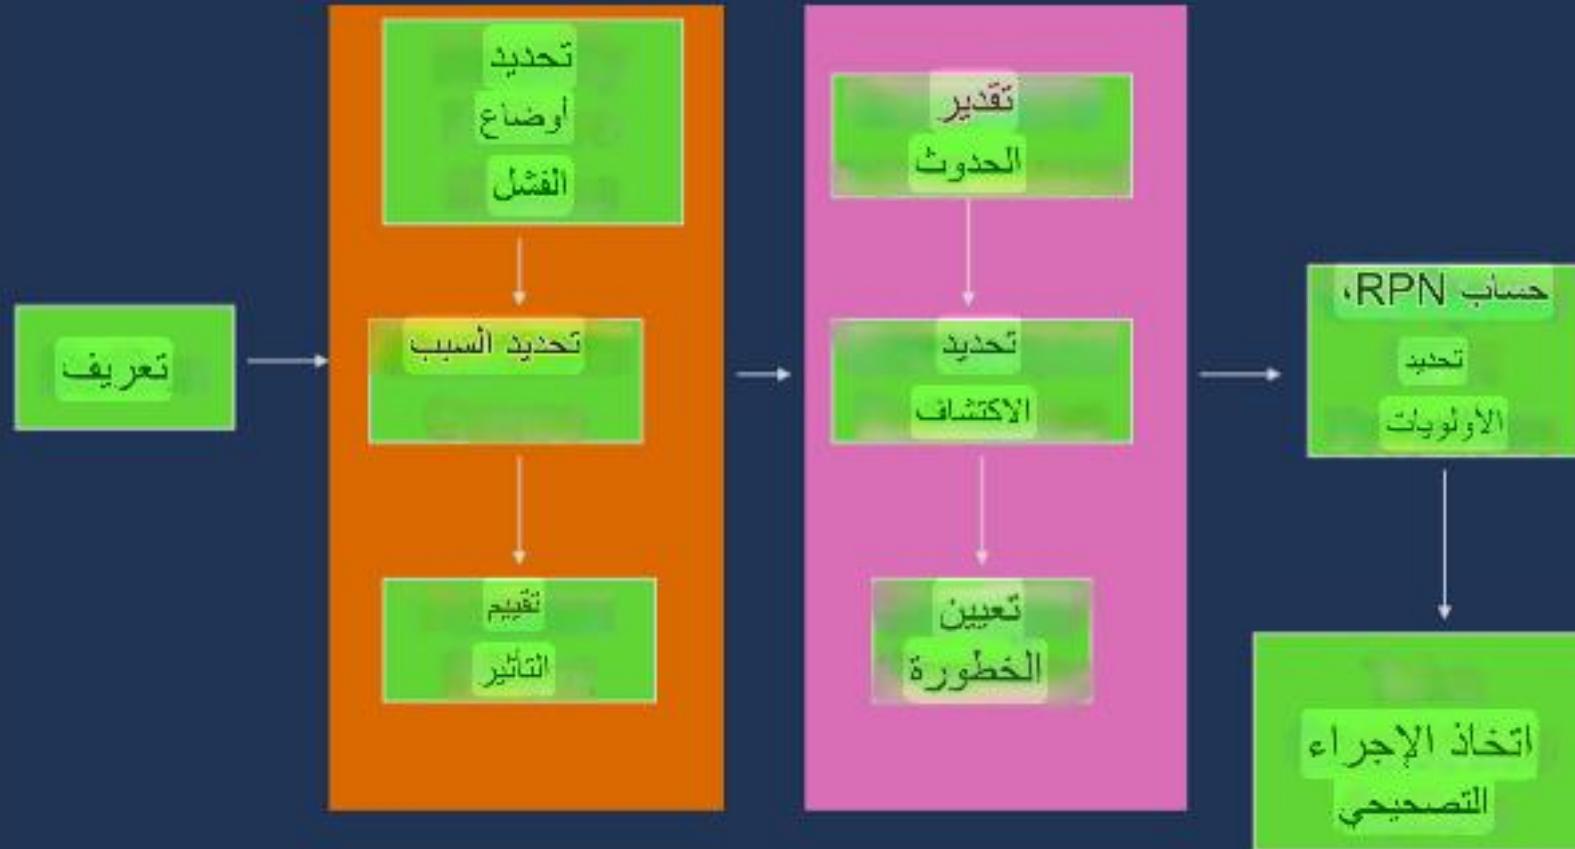 تعريف
تحديد
أوضاع
الفشل
تحديد السبب
تقييم
التأثير
تقدير
الحدوث
تحديد
الاكتشاف
تعيين
الخطورة
حساب RPN،
تحديد
الأولويات
اتخاذ الإجراء
التصحيحي